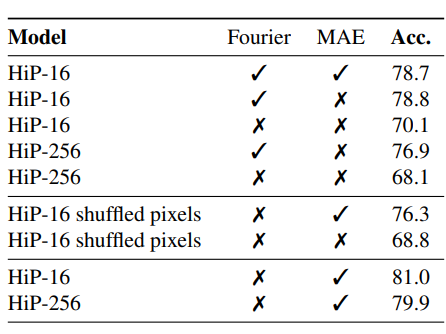 Model Fourier MAE Acc.
HiP-16 ✓ ✓ 78.7
HiP-16 ✓ ✗ 78.8
HiP-16 ✗ ✗ 70.1
HiP-256 ✓ ✗ 76.9
HiP-256 ✗ ✗ 68.1
HiP-16 shuffled pixels ✗ ✓ 76.3
HiP-16 shuffled pixels ✗ ✗ 68.8
HiP-16 ✗ ✓ 81.0
HiP-256 ✗ ✓ 79.9